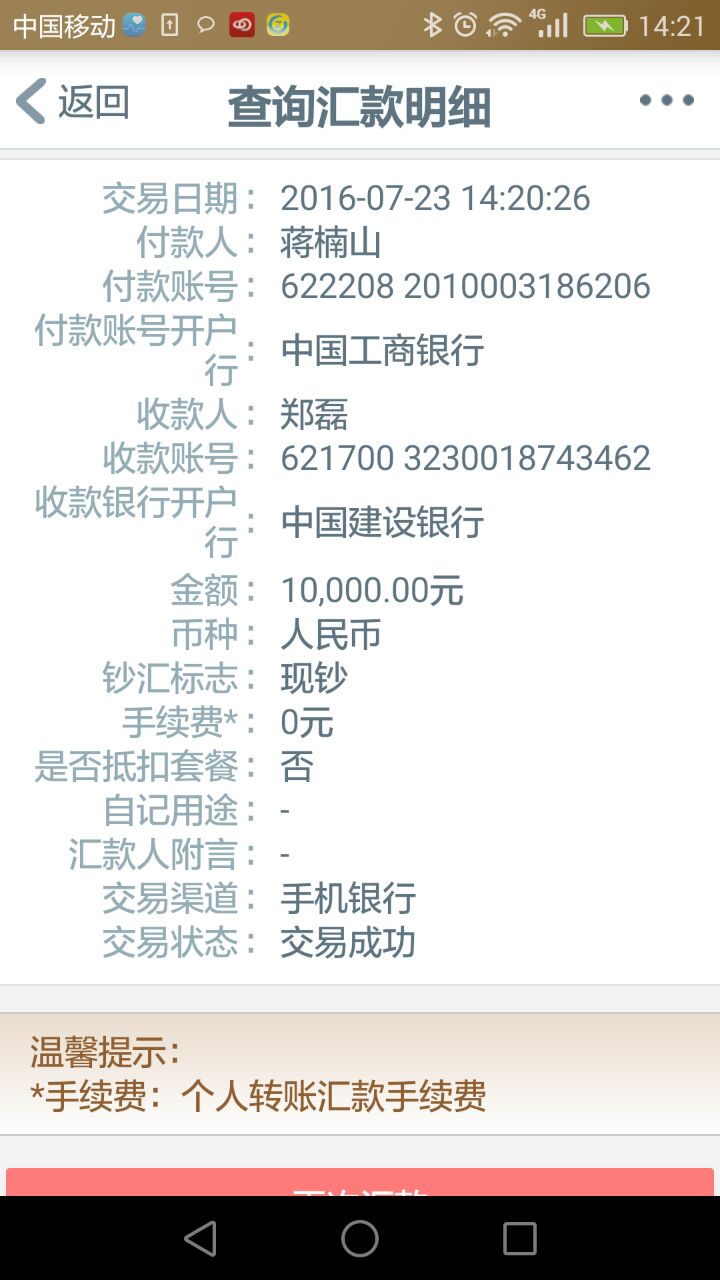 中国移动 4G 14:21
返回 查询汇款明细
交易日期： 2016-07-23 14:20:26
付款人： 蒋楠山
付款账号： 622208 2010003186206
付款账号开户行： 中国工商银行
收款人： 郑磊
收款账号： 621700 3230018743462
收款银行开户行： 中国建设银行
金额： 10,000.00元
币种： 人民币
钞汇标志： 现钞
手续费*： 0元
是否抵扣套餐： 否
自记用途： -
汇款人附言： -
交易渠道： 手机银行
交易状态： 交易成功
温馨提示：
*手续费：个人转账汇款手续费